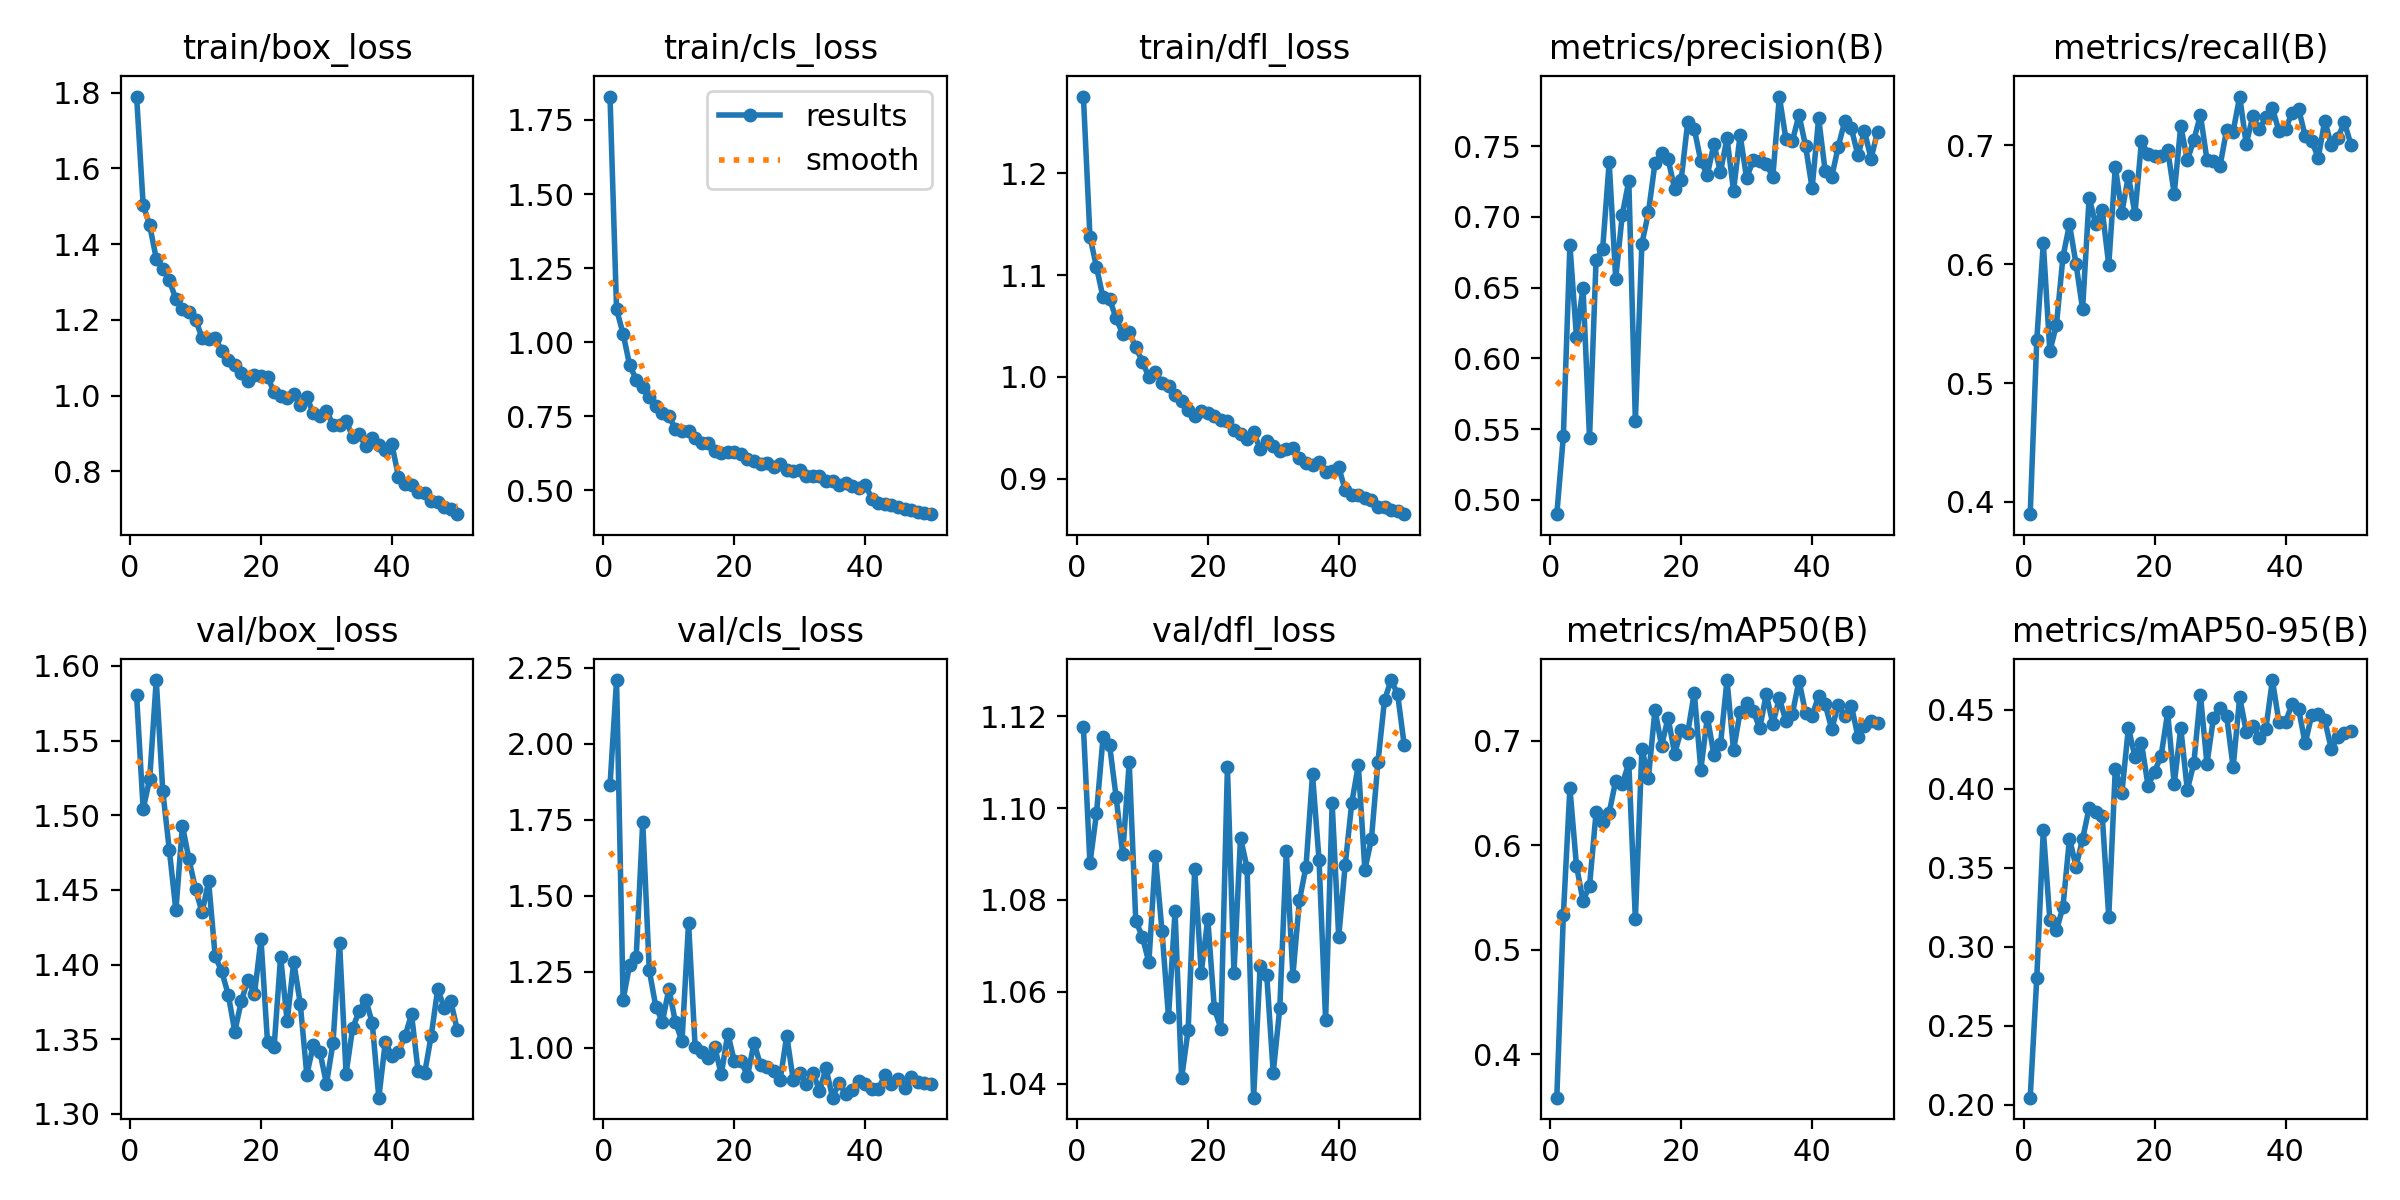 train/box_loss
1.8
1.6
1.4
1.2
1.0
0.8
0 20 40
train/cls_loss
results
smooth
1.75
1.50
1.25
1.00
0.75
0.50
0 20 40
train/dfl_loss
1.2
1.1
1.0
0.9
0 20 40
metrics/precision(B)
0.75
0.70
0.65
0.60
0.55
0.50
0 20 40
metrics/recall(B)
0.7
0.6
0.5
0.4
0 20 40
val/box_loss
1.60
1.55
1.50
1.45
1.40
1.35
1.30
0 20 40
val/cls_loss
2.25
2.00
1.75
1.50
1.25
1.00
0 20 40
val/dfl_loss
1.12
1.10
1.08
1.06
1.04
0 20 40
metrics/mAP50(B)
0.7
0.6
0.5
0.4
0 20 40
metrics/mAP50-95(B)
0.45
0.40
0.35
0.30
0.25
0.20
0 20 40